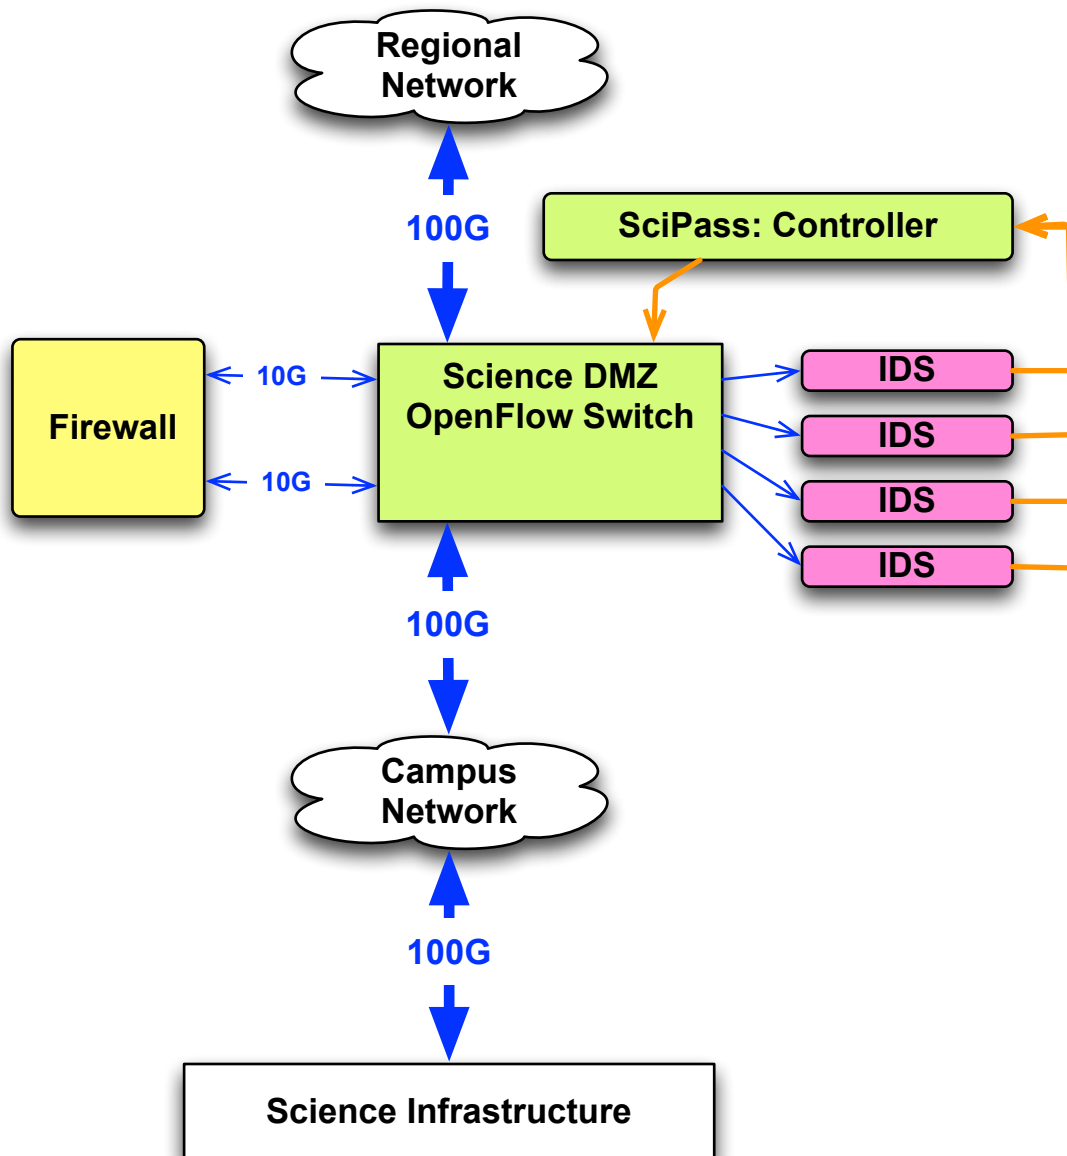 Regional
Network
100G
SciPass: Controller
Firewall
10G
10G
Science DMZ
OpenFlow Switch
IDS
IDS
IDS
IDS
100G
Campus
Network
100G
Science Infrastructure